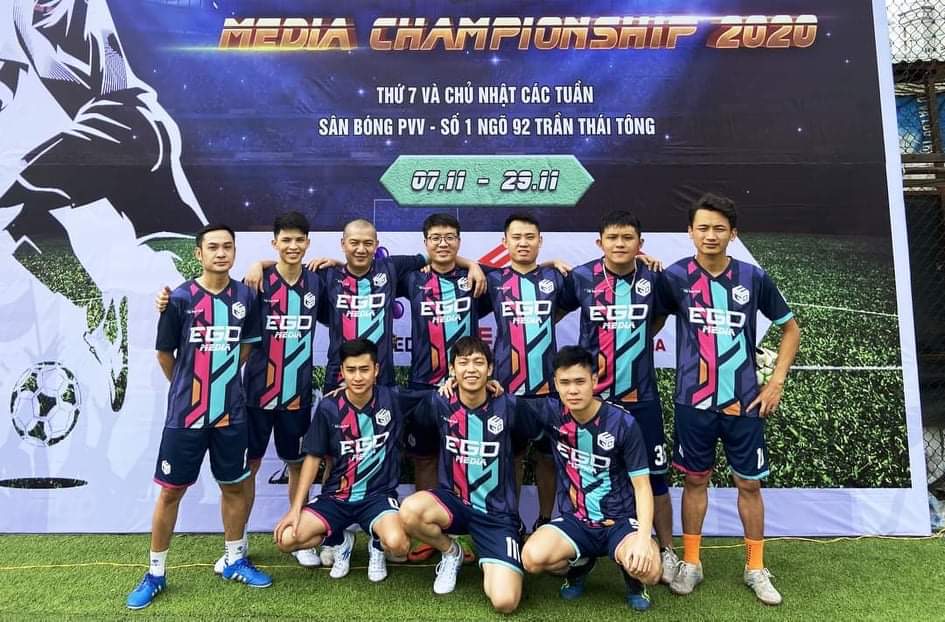 MEDIA CHAMPIONSHIP 2020
THỨ 7 VÀ CHỦ NHẬT CÁC TUẦN
SÂN BÓNG PVV - SỐ 1 NGÕ 92 TRẦN THÁI TÔNG
07.11 - 29.11
EGO
MEDIA
EGO
MEDIA
EGO
MEDIA
EGO
MEDIA
EGO
MEDIA
EGO
MEDIA
EGO
MEDIA
EGO
MEDIA
EGO
MEDIA
EGO
MEDIA